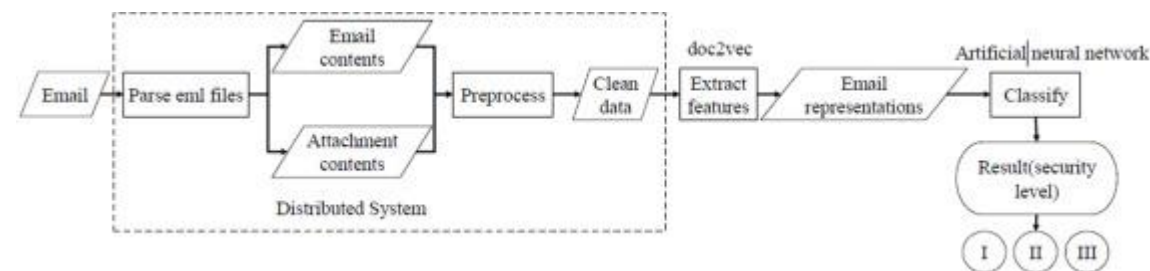 Email
Parse eml files
Email
contents
Attachment
contents
Distributed System
Preprocess
Clean
data
doc2vec
Extract
features
Email
representations
Artificial neural network
Classify
Result(security
level)
I
II
III